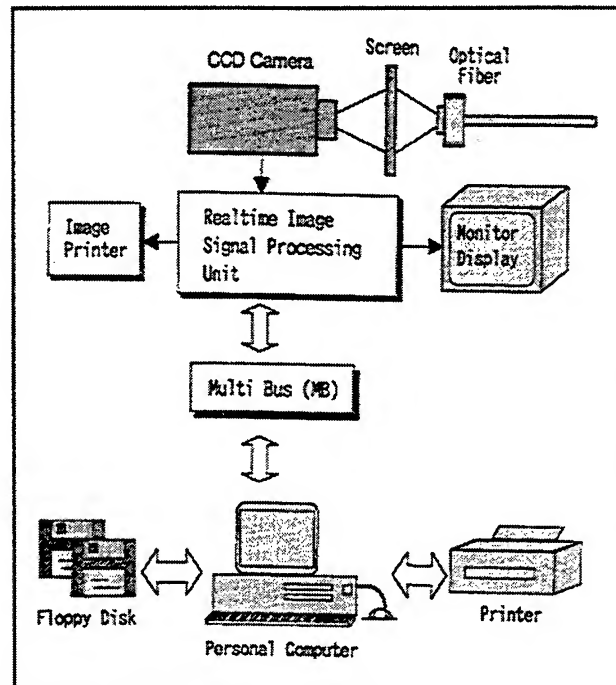 Screen
CCD Camera
Optical
Fiber
Image
Printer
Realtime Image
Signal Processing
Unit
Monitor
Display
Multi Bus (MB)
Floppy Disk
Personal Computer
Printer